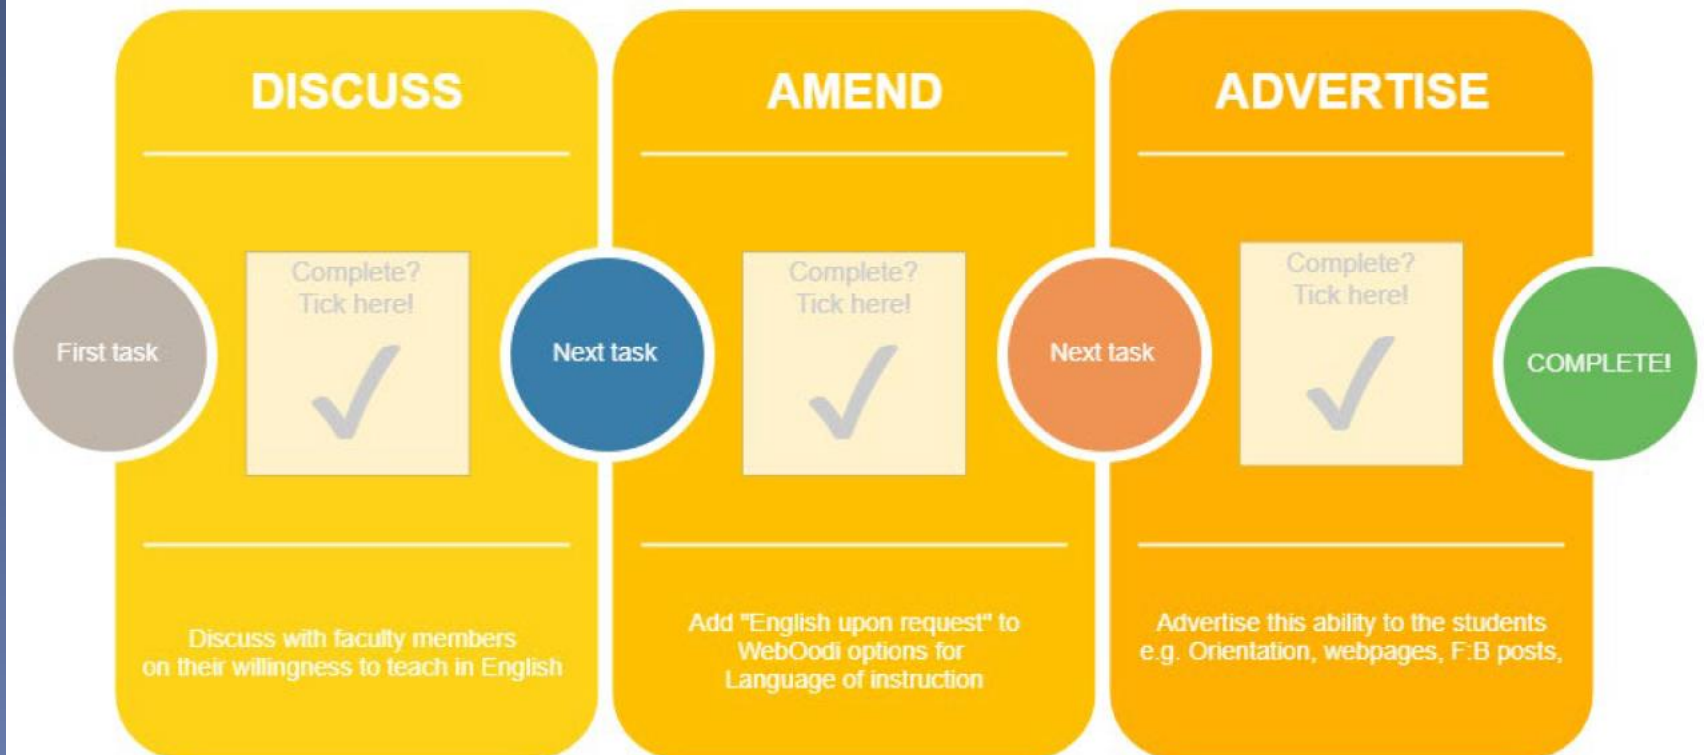 DISCUSS
AMEND
ADVERTISE
First task
Complete?
Tick here!
Next task
Complete?
Tick here!
Next task
Complete?
Tick here!
COMPLETE!
Discuss with faculty members
on their willingness to teach in English
Add "English upon request" to
WebOodi options for
Language of instruction
Advertise this ability to the students
e.g. Orientation, webpages, F:B posts,